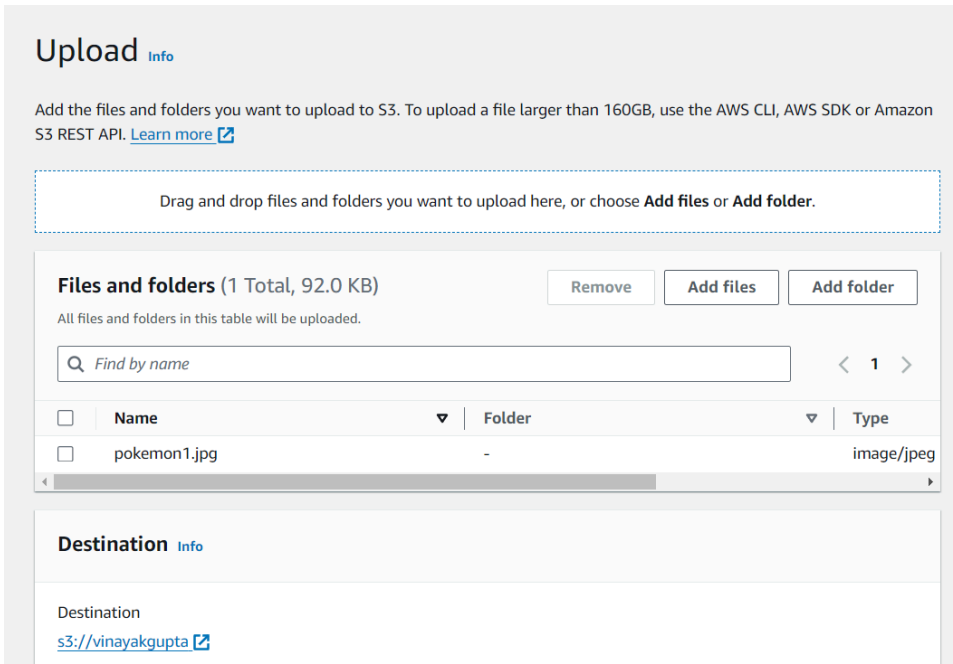 Upload Info
Add the files and folders you want to upload to S3. To upload a file larger than 160GB, use the AWS CLI, AWS SDK or Amazon
S3 REST API. Learn more
Drag and drop files and folders you want to upload here, or choose Add files or Add folder.
Files and folders (1 Total, 92.0 KB)
Remove Add files Add folder
All files and folders in this table will be uploaded.
Find by name
1
Name Folder Type
pokemon1.jpg - image/jpeg
Destination Info
Destination
s3://vinayakgupta